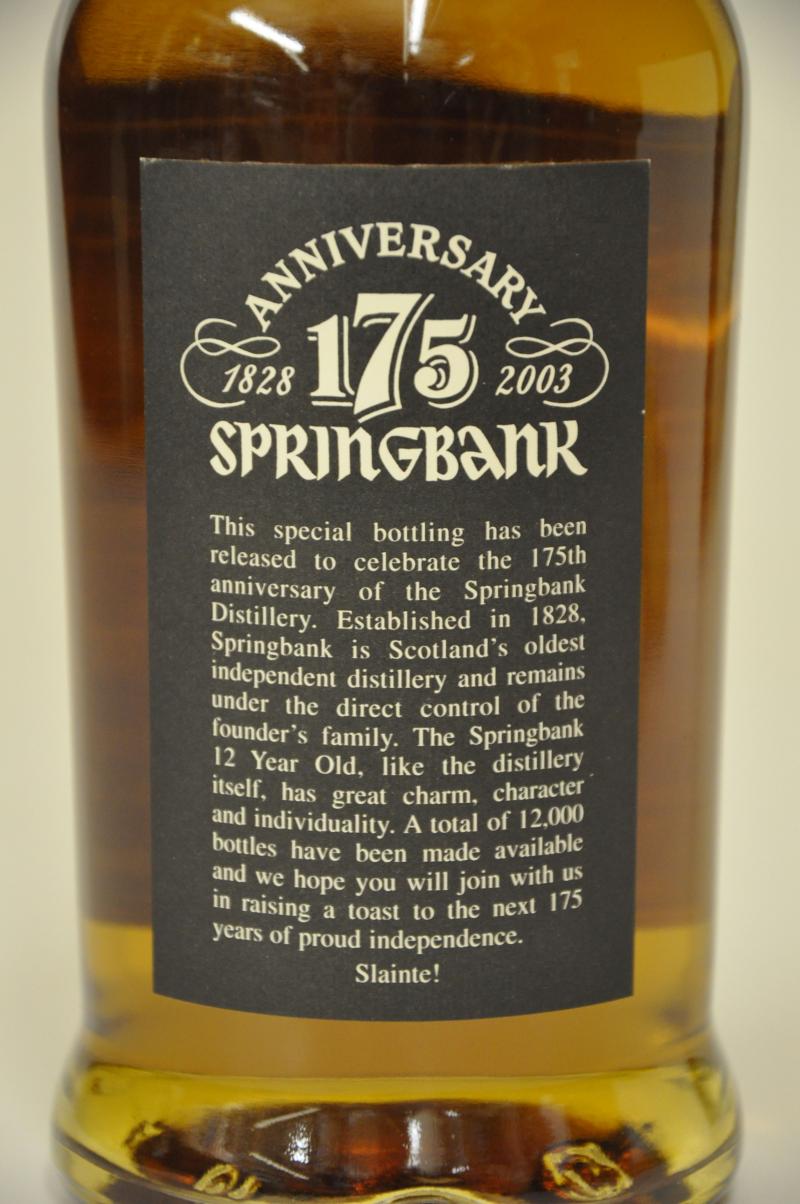 ANNIVERSARY
1828 175 2003
SPRINGBANK
This special bottling has been
released to celebrate the 175th
anniversary of the Springbank
Distillery. Established in 1828,
Springbank is Scotland's oldest
independent distillery and remains
under the direct control of the
founder's family. The Springbank
12 Year Old, like the distillery
itself, has great charm, character
and individuality. A total of 12,000
bottles have been made available
and we hope you will join with us
in raising a toast to the next 175
years of proud independence.
Slainte!